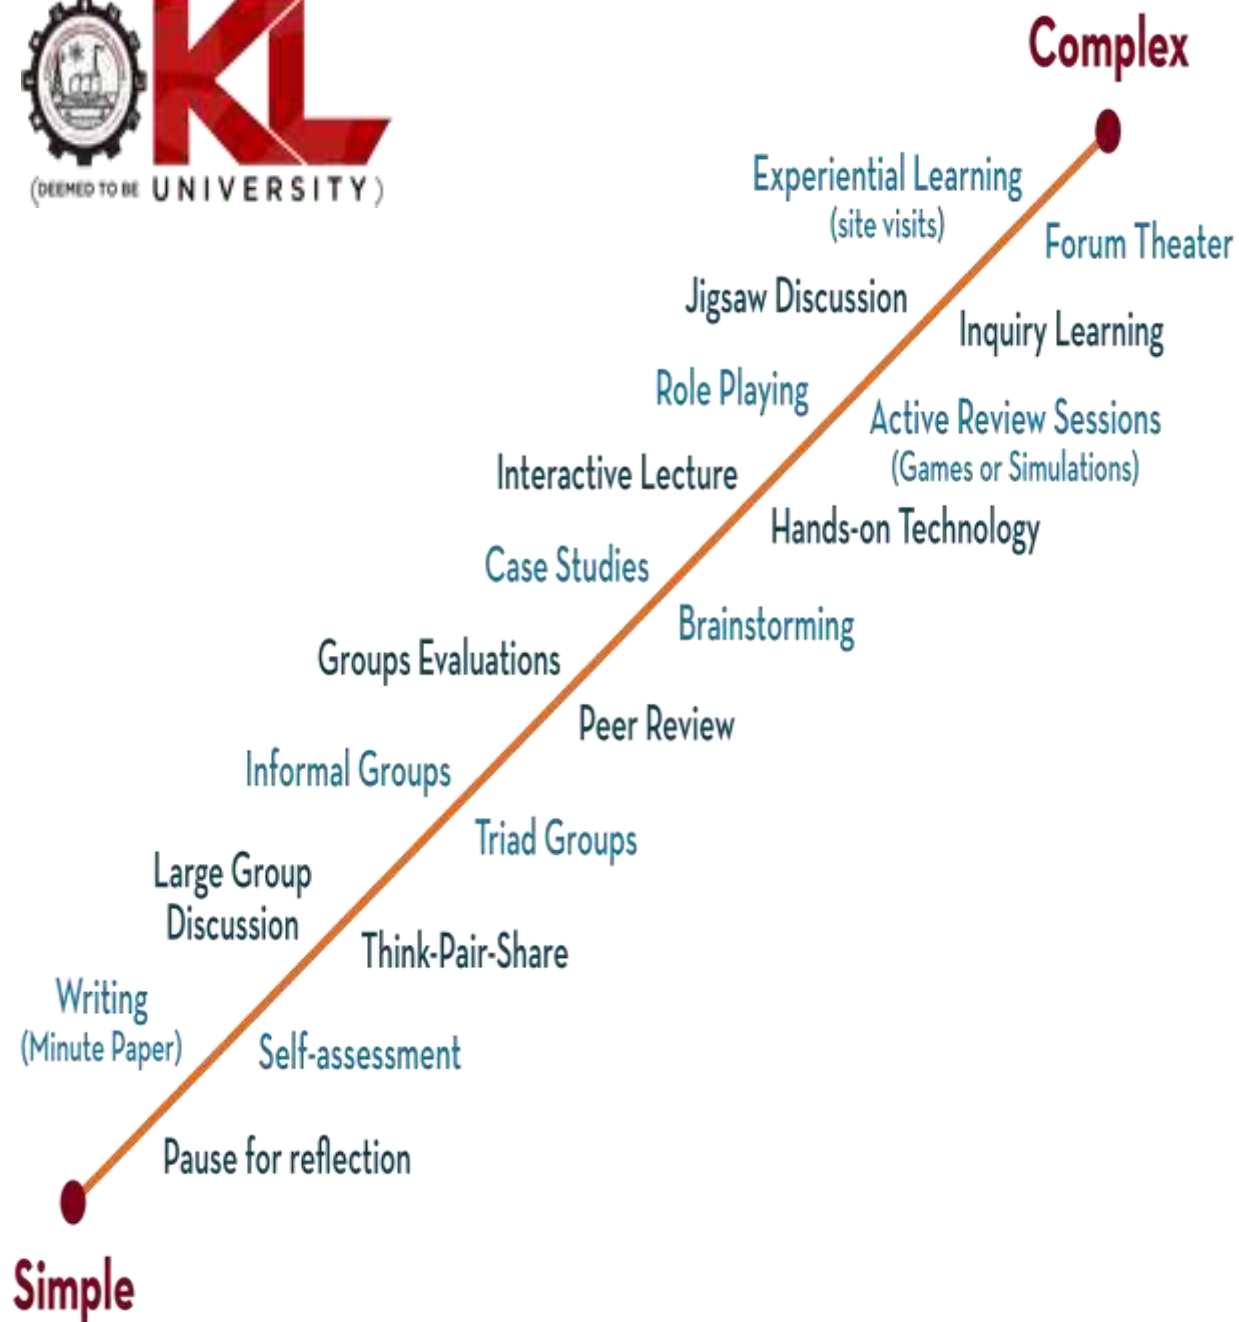 KL
(DEEMED TO BE UNIVERSITY)
Complex
Experiential Learning
(site visits)
Forum Theater
Jigsaw Discussion
Inquiry Learning
Role Playing
Active Review Sessions
(Games or Simulations)
Interactive Lecture
Hands-on Technology
Case Studies
Brainstorming
Groups Evaluations
Peer Review
Informal Groups
Triad Groups
Large Group
Discussion
Think-Pair-Share
Writing
(Minute Paper)
Self-assessment
Pause for reflection
Simple